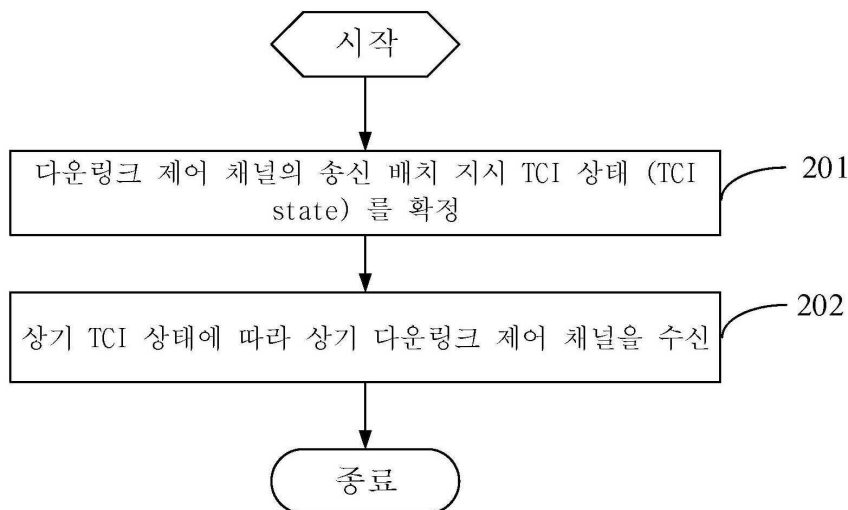 시작
다운링크 제어 채널의 송신 배치 지시 TCI 상태 (TCI
state) 를 확정
201
상기 TCI 상태에 따라 상기 다운링크 제어 채널을 수신
202
종료